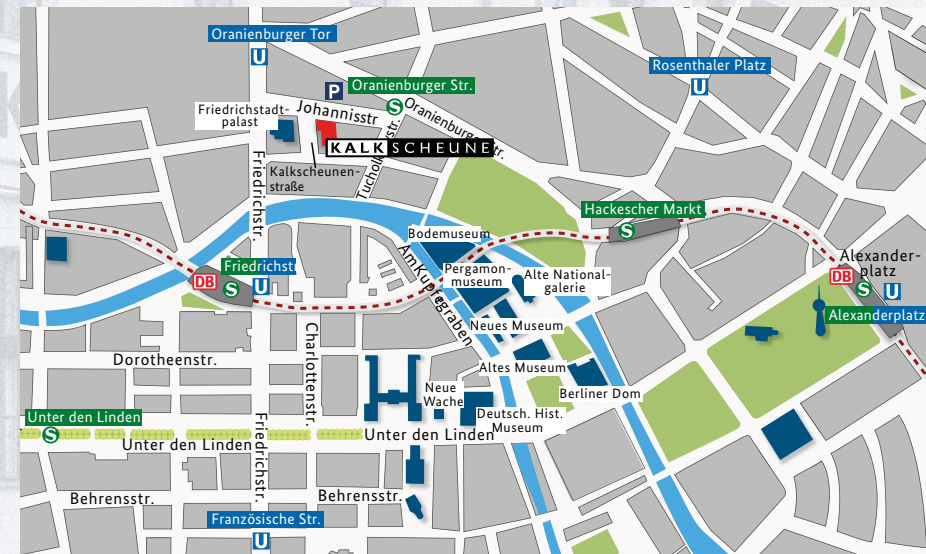 Oranienburger Tor
U
Rosenthaler Platz
U
P
Oranienburger Str.
S
Friedrichstadt-
palast
Johannisstr
Oranienburger Str.
KALKSCHEUNE
Kalkscheunen-
straße
Friedrichstr.
Hackescher Markt
S
Bodemuseum
Am Kupfergraben
Pergamon-
museum
Alte National-
galerie
Alexander-
platz
DB
S
U
Alexanderplatz
DB
S
Friedrichstr
U
Neues Museum
Charlottenstr.
Dorotheenstr.
Altes Museum
Berliner Dom
Neue
Wache
Deutsch. Hist.
Museum
Unter den Linden
S
Unter den Linden
Unter den Linden
Friedrichstr.
Behrensstr.
Behrensstr.
Französische Str.
U